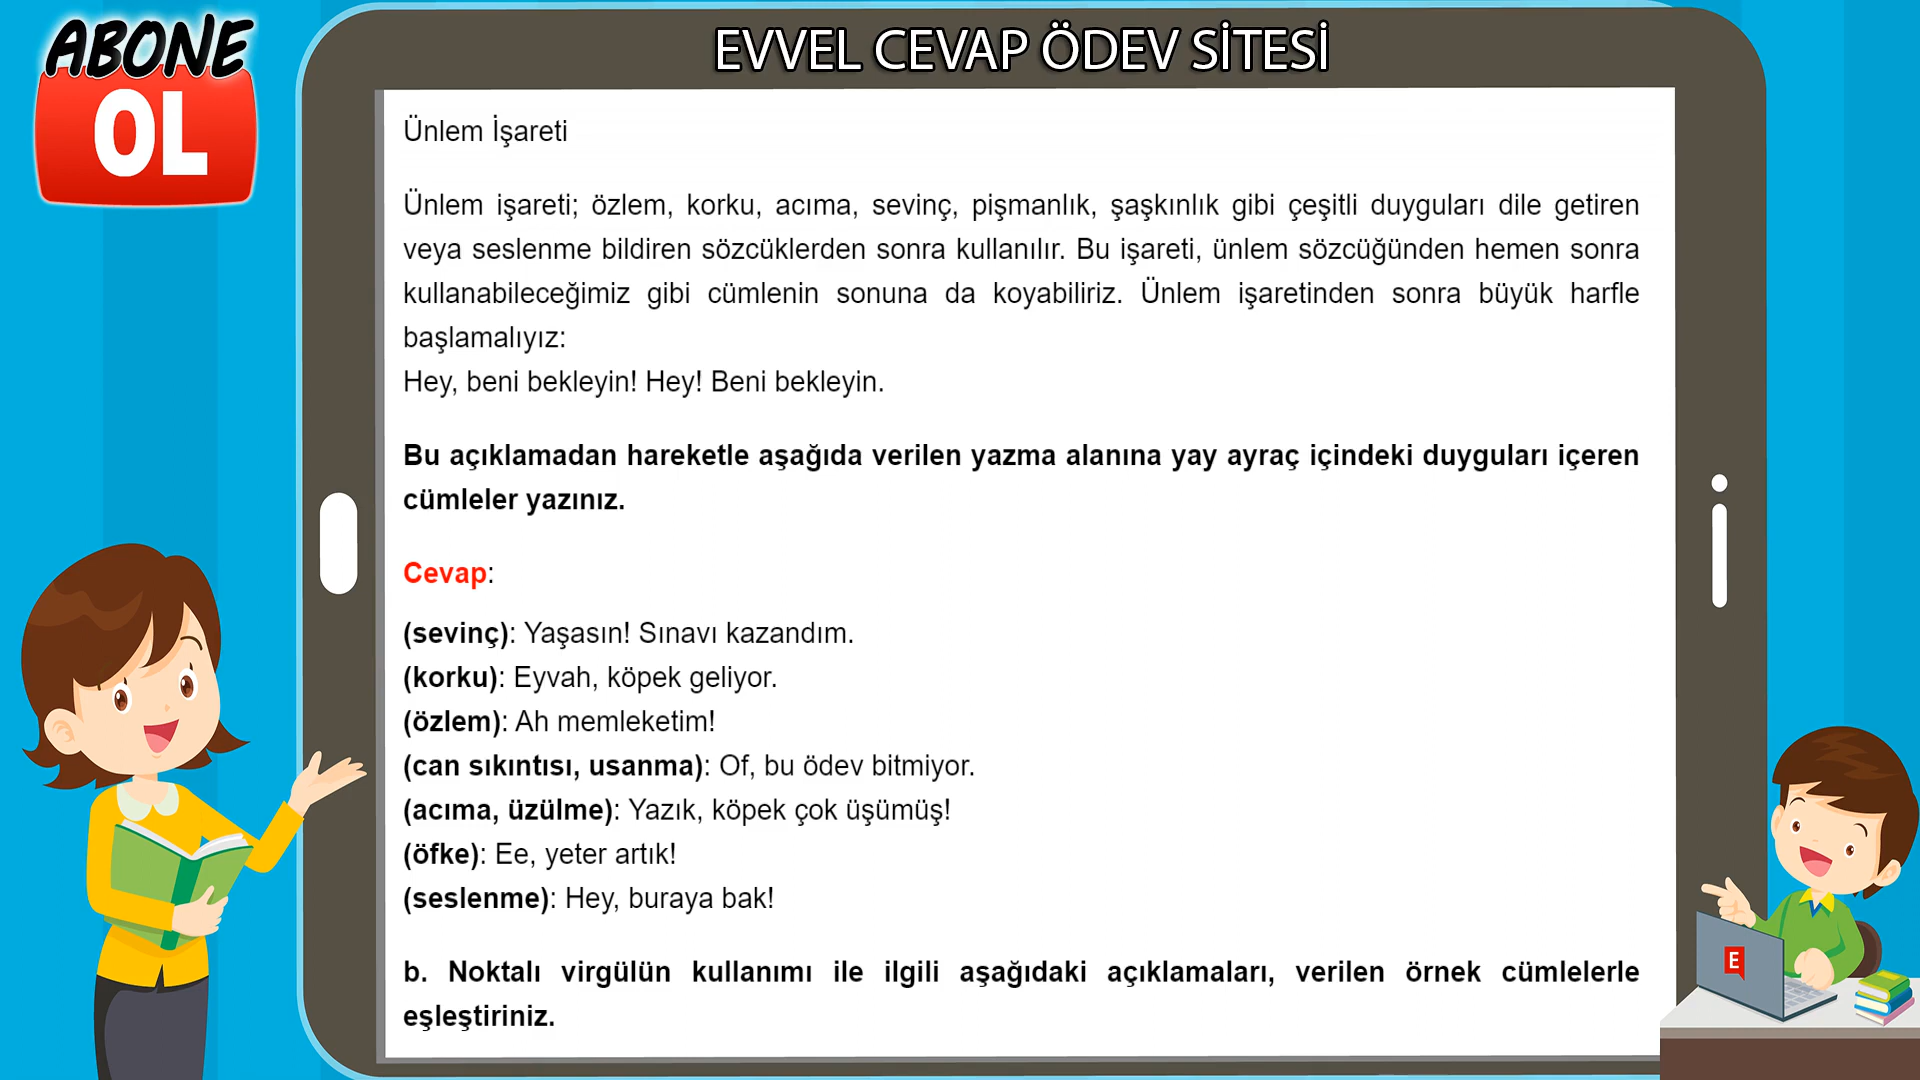 ABONE
OL
EVVEL CEVAP ÖDEV SİTESİ
Ünlem İşareti
Ünlem işareti; özlem, korku, acıma, sevinç, pişmanlık, şaşkınlık gibi çeşitli duyguları dile getiren
veya seslenme bildiren sözcüklerden sonra kullanılır. Bu işareti, ünlem sözcüğünden hemen sonra
kullanabileceğimiz gibi cümlenin sonuna da koyabiliriz. Ünlem işaretinden sonra büyük harfle
başlamalıyız:
Hey, beni bekleyin! Hey! Beni bekleyin.
Bu açıklamadan hareketle aşağıda verilen yazma alanına yay ayraç içindeki duyguları içeren
cümleler yazınız.
Cevap:
(sevinç): Yaşasın! Sınavı kazandım.
(korku): Eyvah, köpek geliyor.
(özlem): Ah memleketim!
(can sıkıntısı, usanma): Of, bu ödev bitmiyor.
(acıma, üzülme): Yazık, köpek çok üşümüş!
(öfke): Ee, yeter artık!
(seslenme): Hey, buraya bak!
b. Noktalı virgülün kullanımı ile ilgili aşağıdaki açıklamaları, verilen örnek cümlelerle
eşleştiriniz.
E